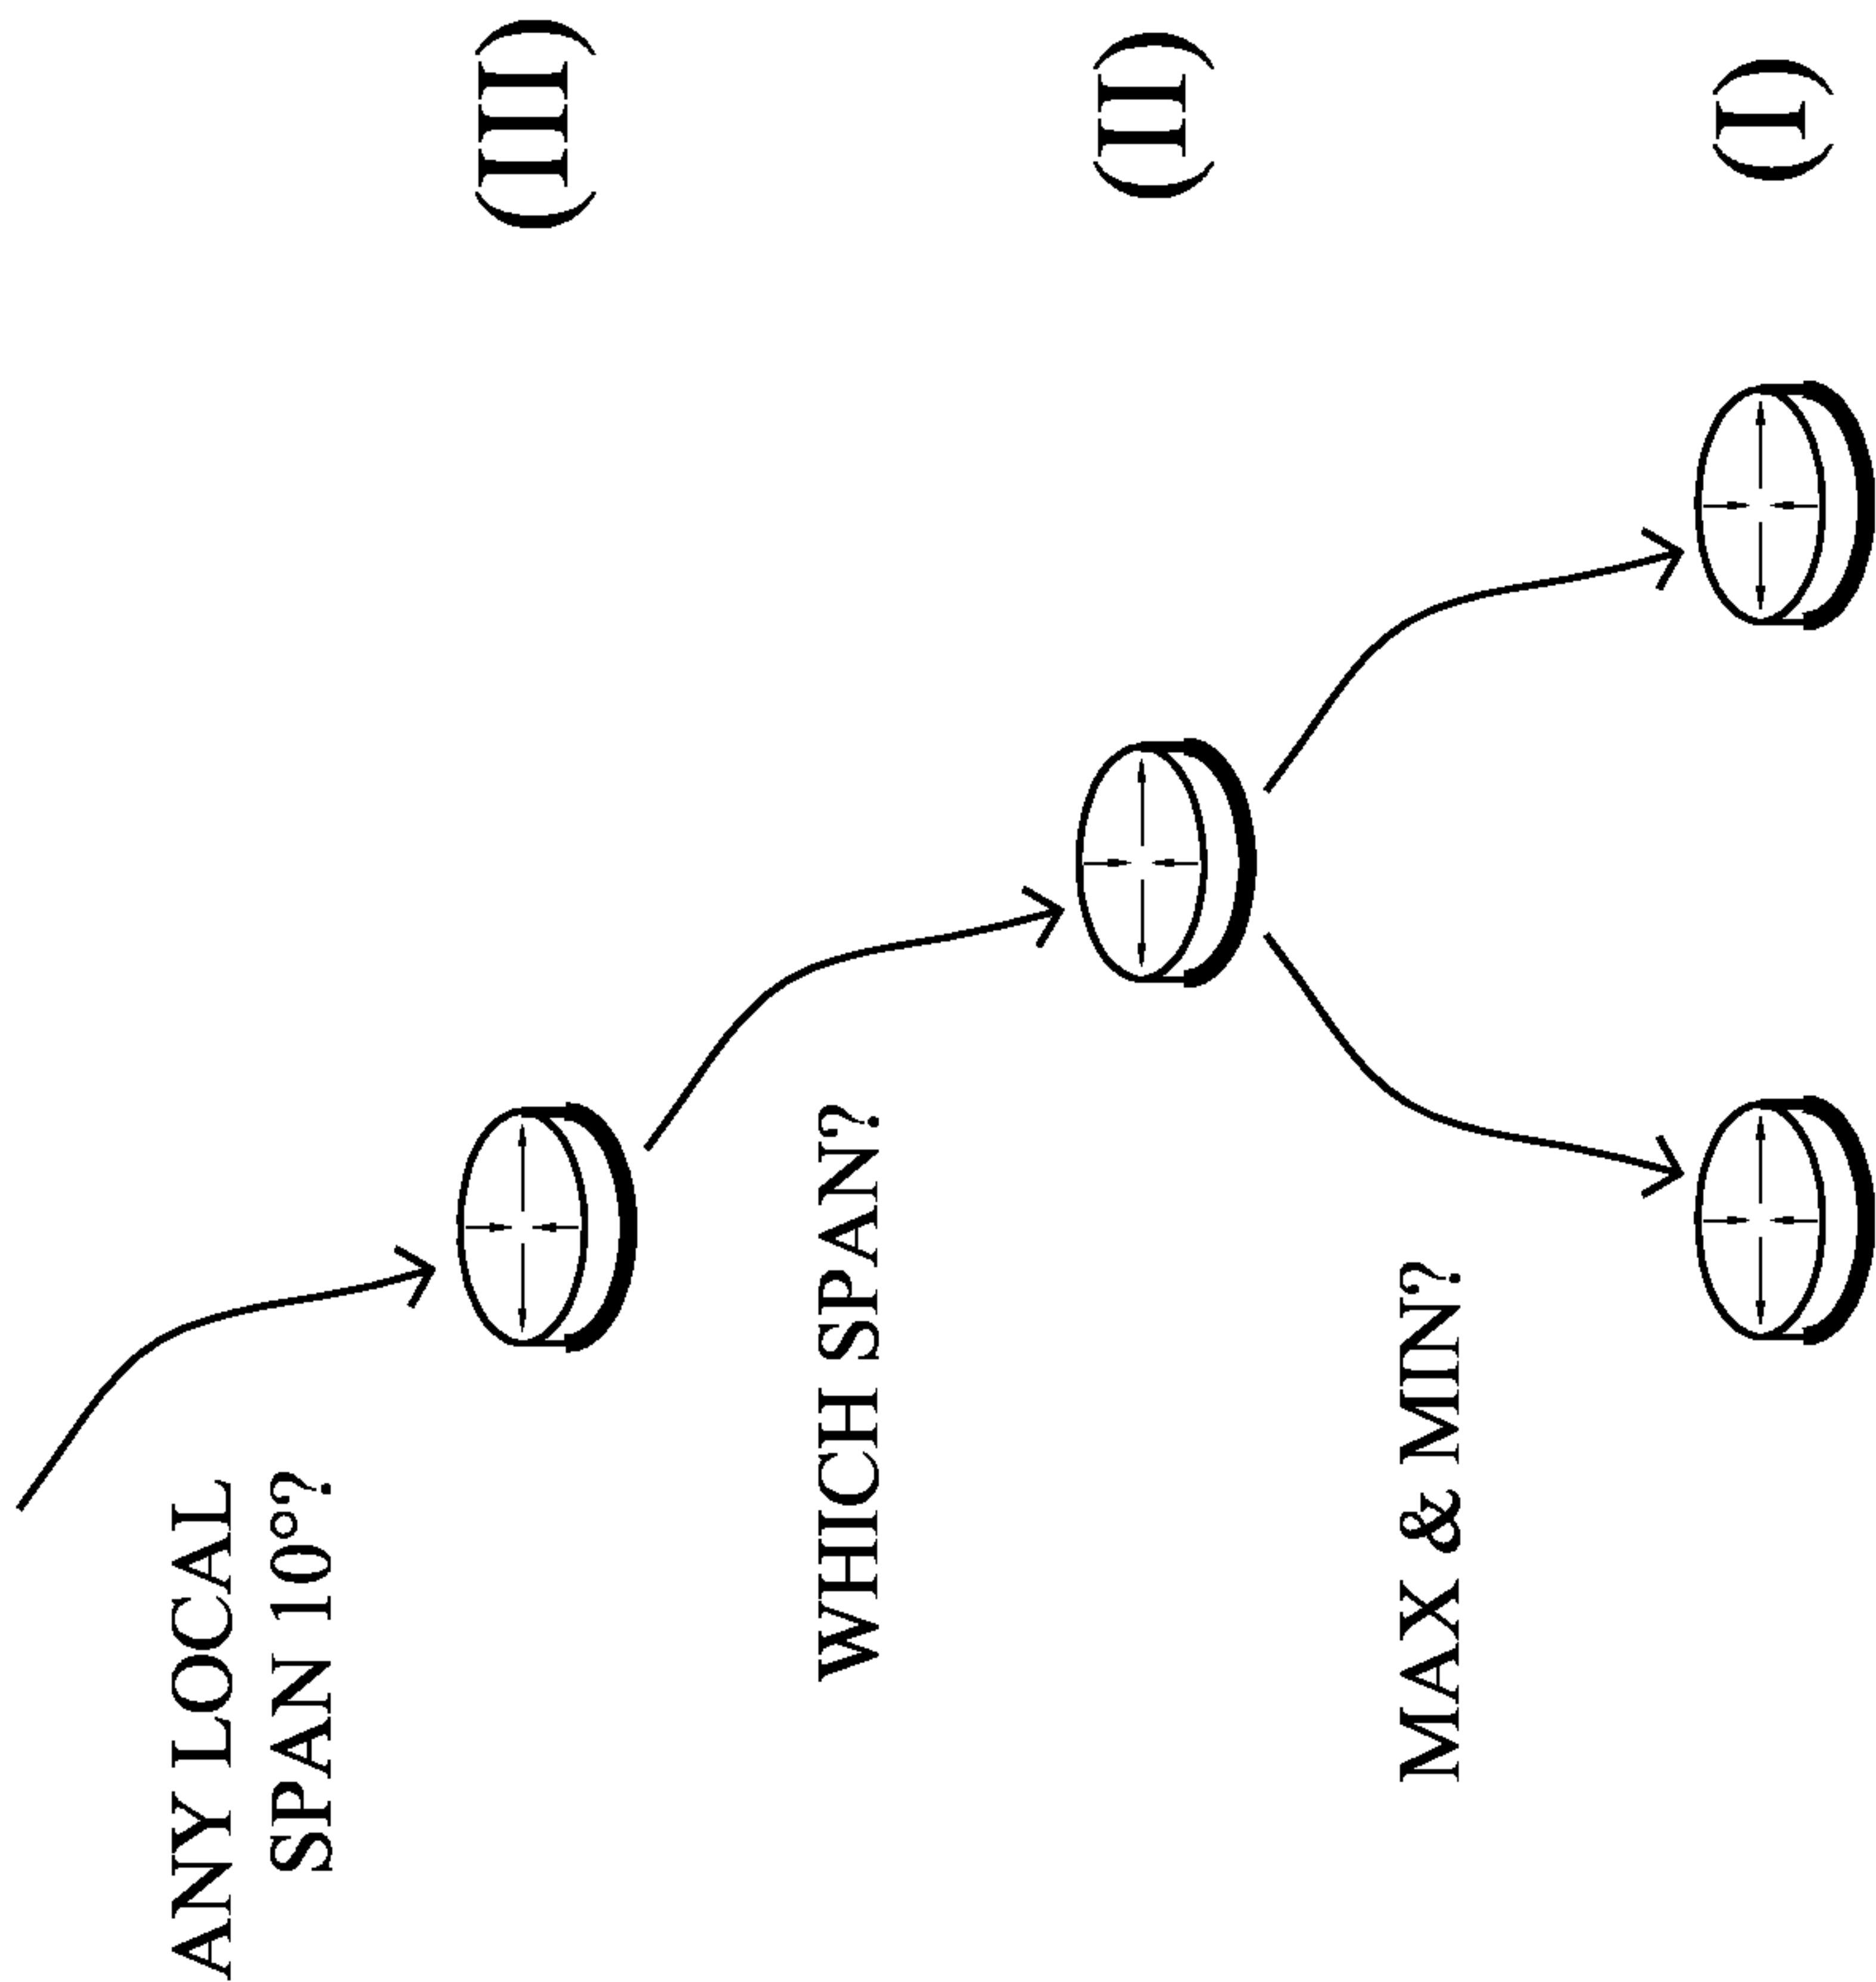 ANY LOCAL
SPAN 10°?
(III)
WHICH SPAN?
(II)
MAX & MIN?
(I)